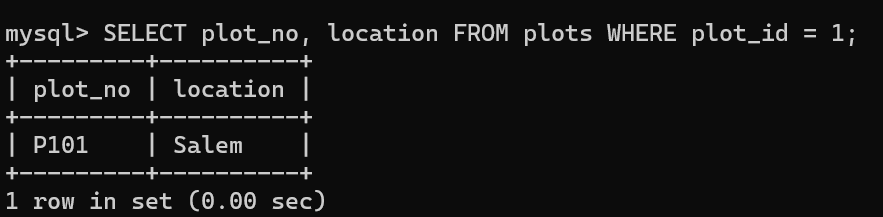 mysql> SELECT plot_no, location FROM plots WHERE plot_id = 1;
+---------+----------+
| plot_no | location |
+---------+----------+
| P101    | Salem    |
+---------+----------+
1 row in set (0.00 sec)